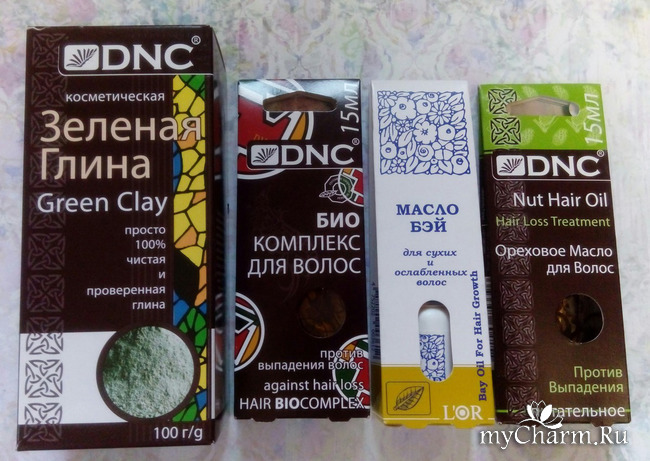 DNC®
косметическая
Зеленая
Глина
Green Clay
просто
100%
чистая
и
проверенная
глина
100 г/g
15мл
DNC®
БИО
КОМПЛЕКС
ДЛЯ ВОЛОС
против
выпадения волос
against hair loss
HAIR BIOCOMPLEX
МАСЛО
БЭЙ
для сухих
и
ослабленных
волос
Bay Oil For Hair Growth
L'OR
15мл
DNC®
Nut Hair Oil
Hair Loss Treatment
Ореховое Масло
для Волос
Против
Выпадения
myCharm.Ru